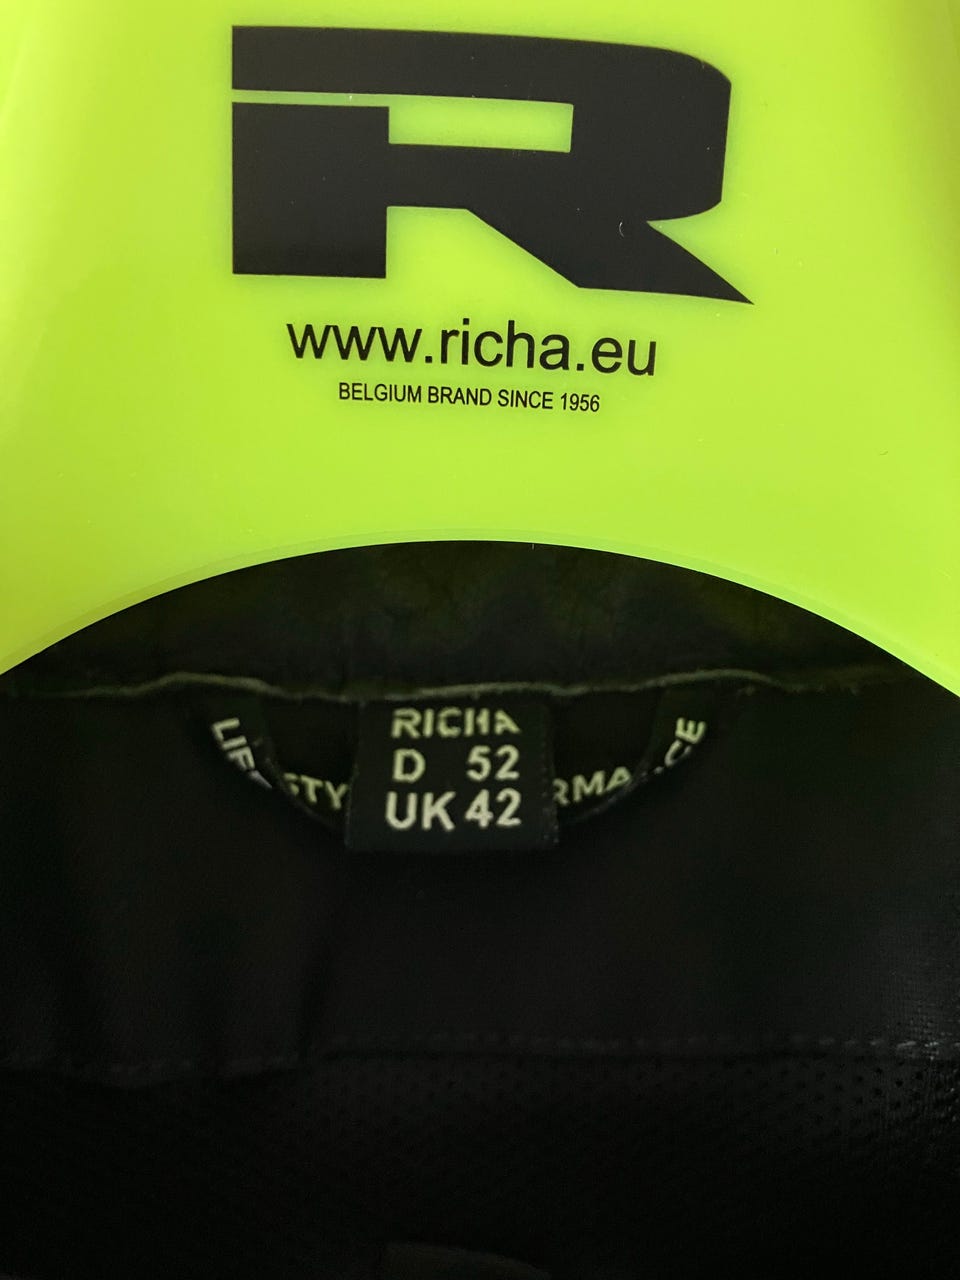 R
www.richa.eu
BELGIUM BRAND SINCE 1956
RICHA
D 52
UK 42